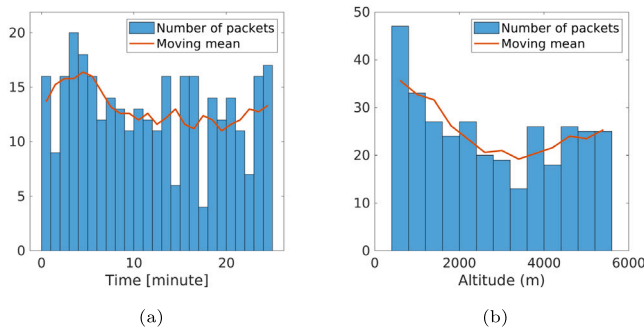 Number of packets
Moving mean
20
15
10
5
0
0
10
20
Time [minute]
(a)
Number of packets
Moving mean
50
40
30
20
10
0
0
2000
4000
6000
Altitude (m)
(b)